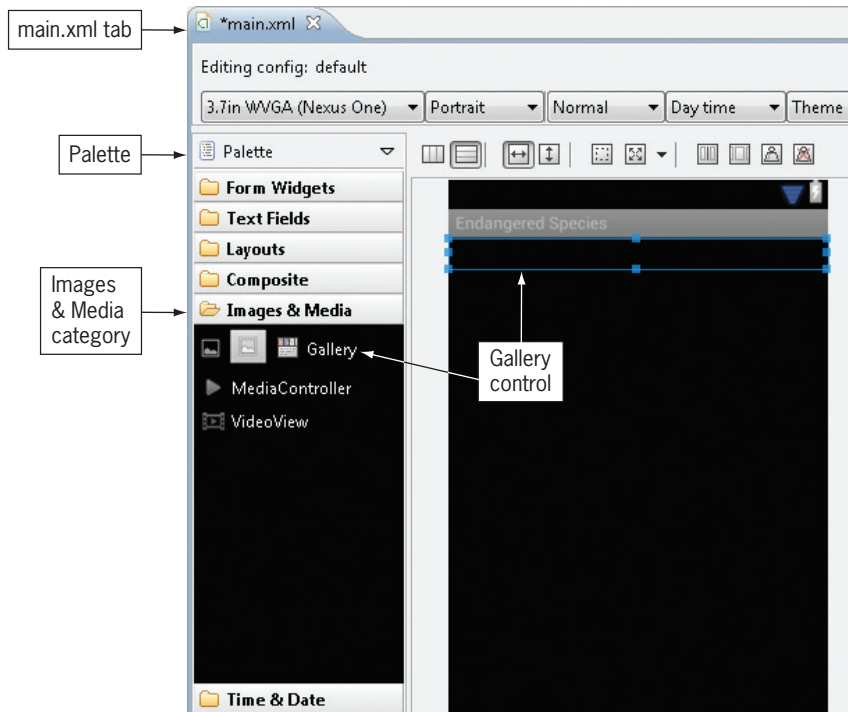 main.xml tab
*main.xml
Editing config: default
3.7in WVGA (Nexus One)
Portrait
Normal
Day time
Theme
Palette
Palette
Form Widgets
Text Fields
Layouts
Composite
Images & Media
Images
& Media
category
Gallery
MediaController
VideoView
Time & Date
Endangered Species
Gallery
control